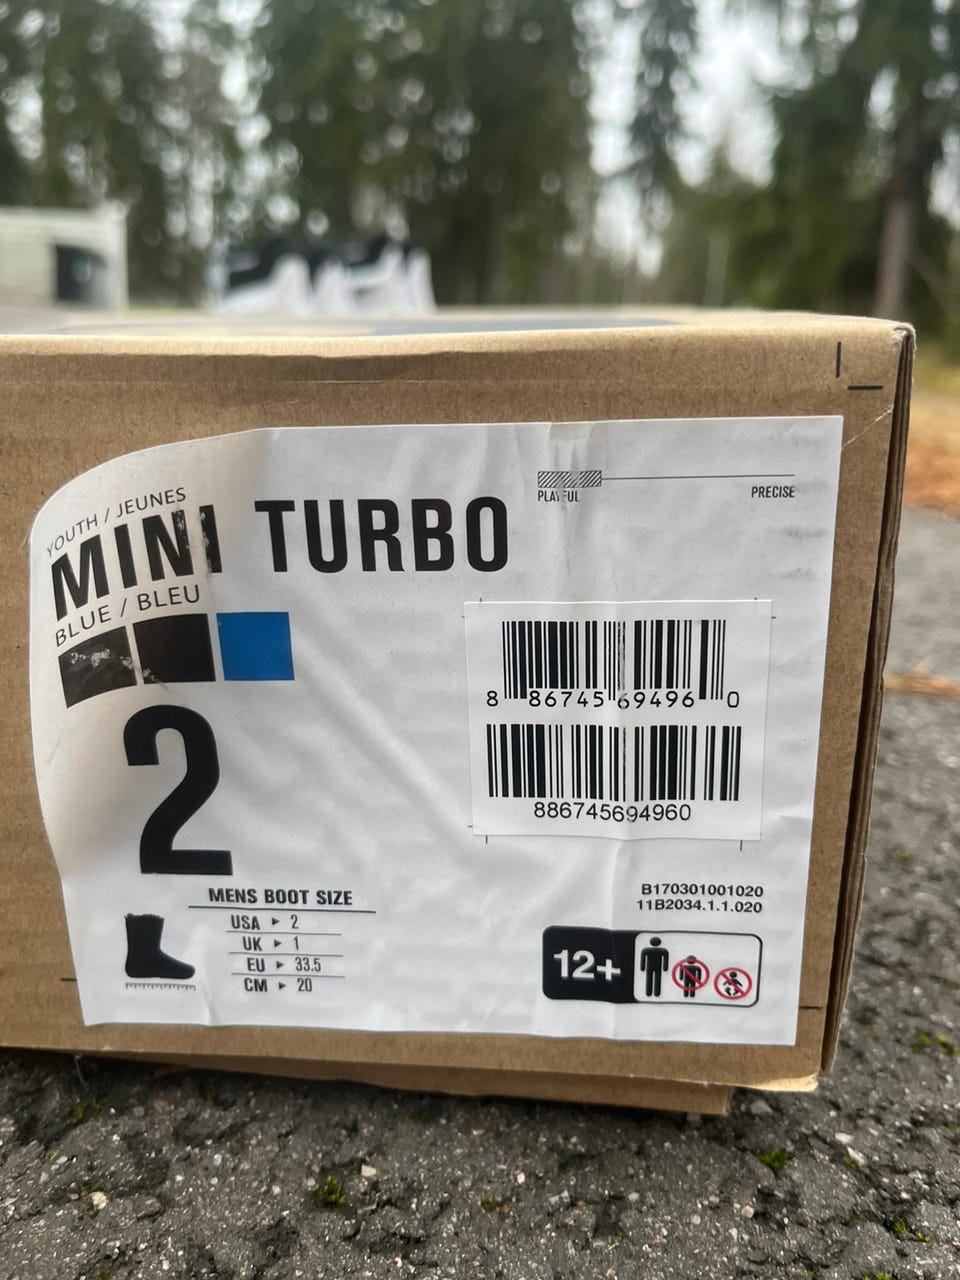 YOUTH / JEUNES
MINI TURBO
BLUE / BLEU
PLAYFUL
PRECISE
2
8 86745 69496 0
886745694960
MENS BOOT SIZE
USA ▸ 2
UK ▸ 1
EU ▸ 33.5
CM ▸ 20
B170301001020
11B2034.1.1.020
12+